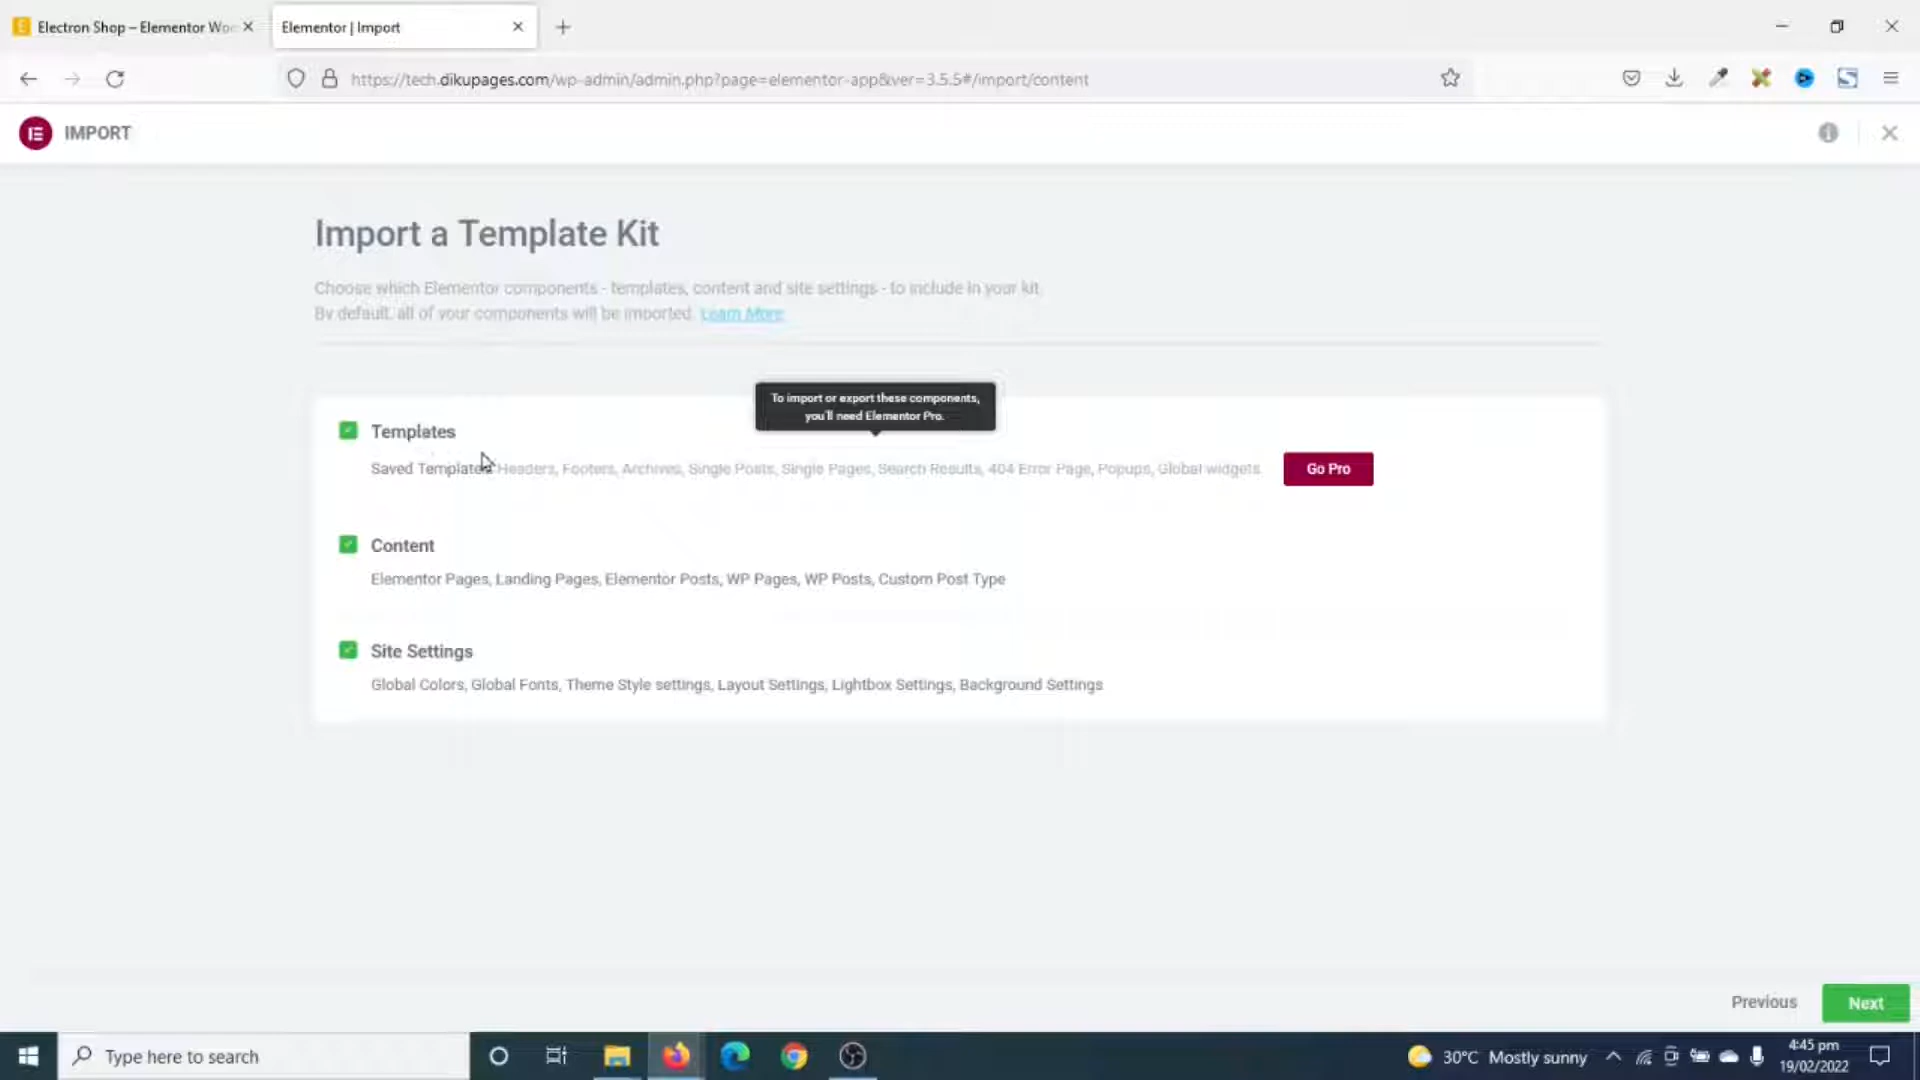 Electron Shop – Elementor Woo
Elementor | Import
https://tech.dikupages.com/wp-admin/admin.php?page=elementor-app&ver=3.5.5#/import/content
IMPORT
Import a Template Kit
Choose which Elementor components - templates, content and site settings - to include in your kit.
By default, all of your components will be imported. Learn More
To import or export these components,
you'll need Elementor Pro.
Templates
Saved Templates Headers, Footers, Archives, Single Posts, Single Pages, Search Results, 404 Error Page, Popups, Global widgets
Go Pro
Content
Elementor Pages, Landing Pages, Elementor Posts, WP Pages, WP Posts, Custom Post Type
Site Settings
Global Colors, Global Fonts, Theme Style settings, Layout Settings, Lightbox Settings, Background Settings
Previous
Next
Type here to search
30°C Mostly sunny
4:45 pm
19/02/2022